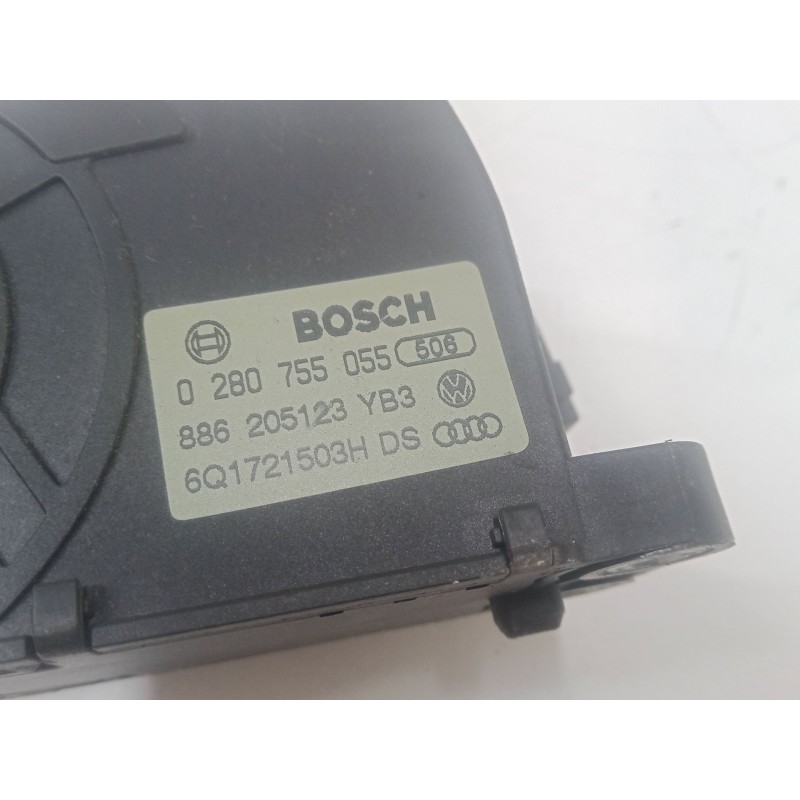 BOSCH
0 280 755 055 506
886 205123 YB3
6Q1721503H DS